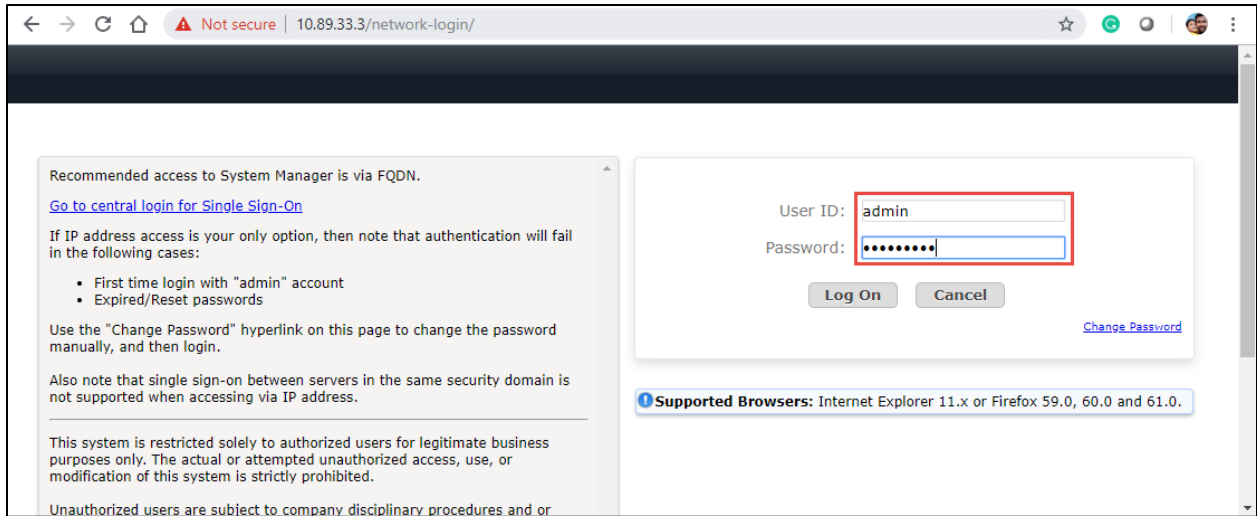 Not secure | 10.89.33.3/network-login/
Recommended access to System Manager is via FQDN.
Go to central login for Single Sign-On
If IP address access is your only option, then note that authentication will fail
in the following cases:
• First time login with "admin" account
• Expired/Reset passwords
Use the "Change Password" hyperlink on this page to change the password
manually, and then login.
Also note that single sign-on between servers in the same security domain is
not supported when accessing via IP address.
This system is restricted solely to authorized users for legitimate business
purposes only. The actual or attempted unauthorized access, use, or
modification of this system is strictly prohibited.
Unauthorized users are subject to company disciplinary procedures and or
User ID: admin
Password: •••••••••
Log On Cancel
Change Password
Supported Browsers: Internet Explorer 11.x or Firefox 59.0, 60.0 and 61.0.